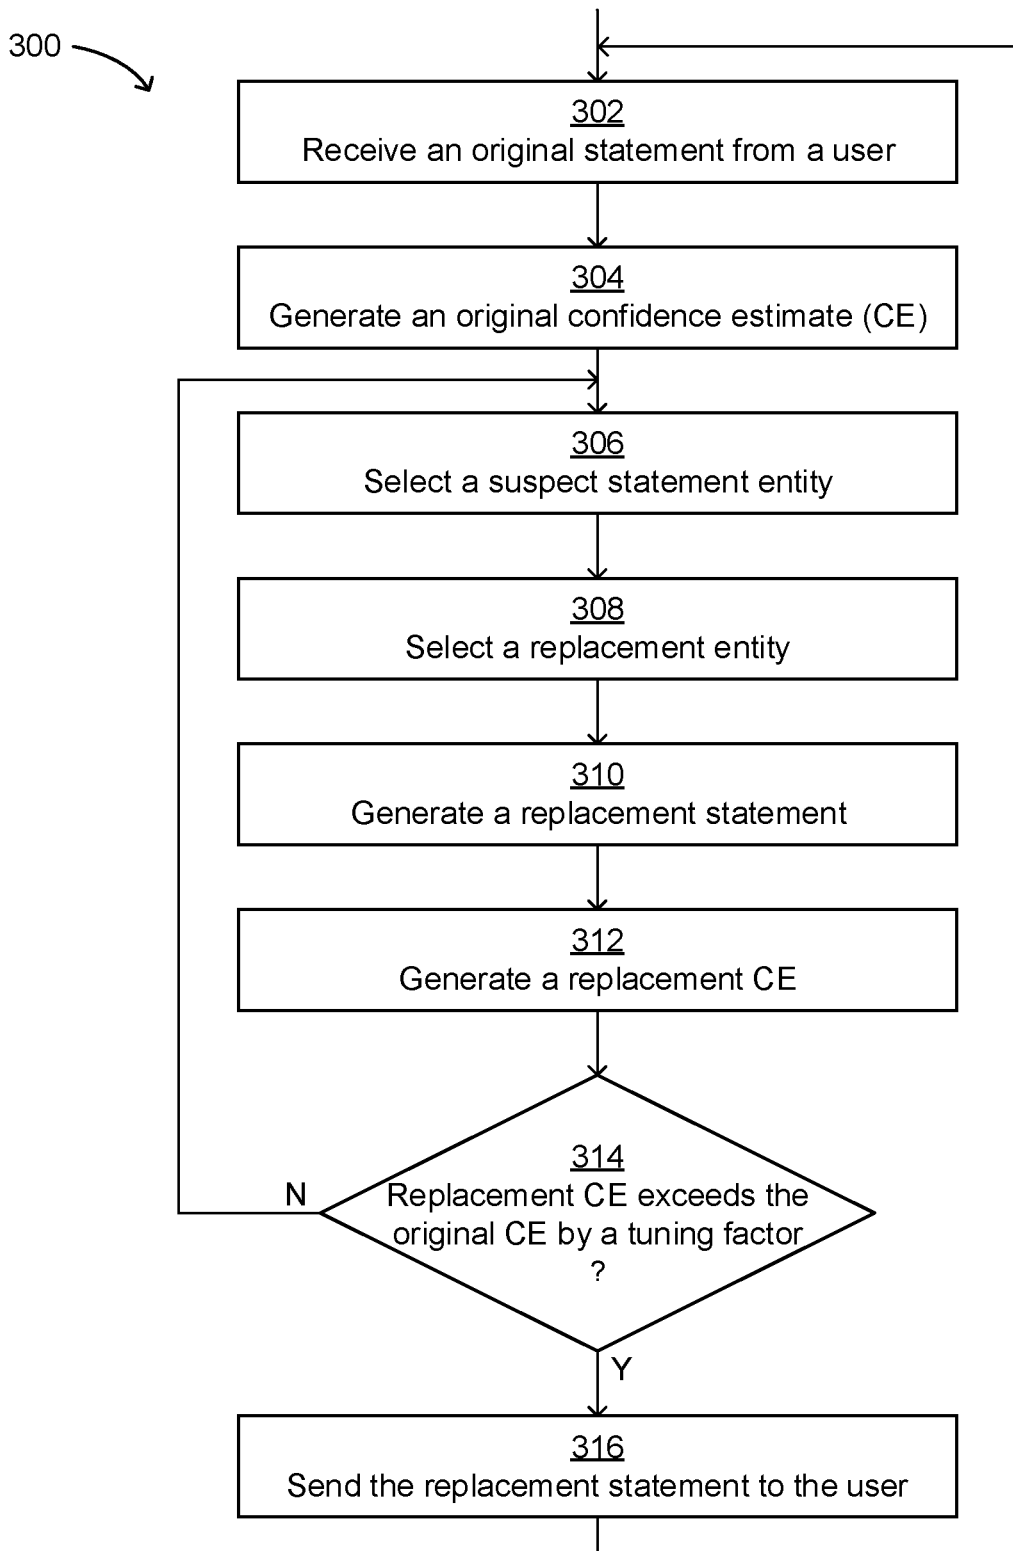 300
302
Receive an original statement from a user
304
Generate an original confidence estimate (CE)
306
Select a suspect statement entity
308
Select a replacement entity
310
Generate a replacement statement
312
Generate a replacement CE
314
N
Replacement CE exceeds the
original CE by a tuning factor
?
Y
316
Send the replacement statement to the user